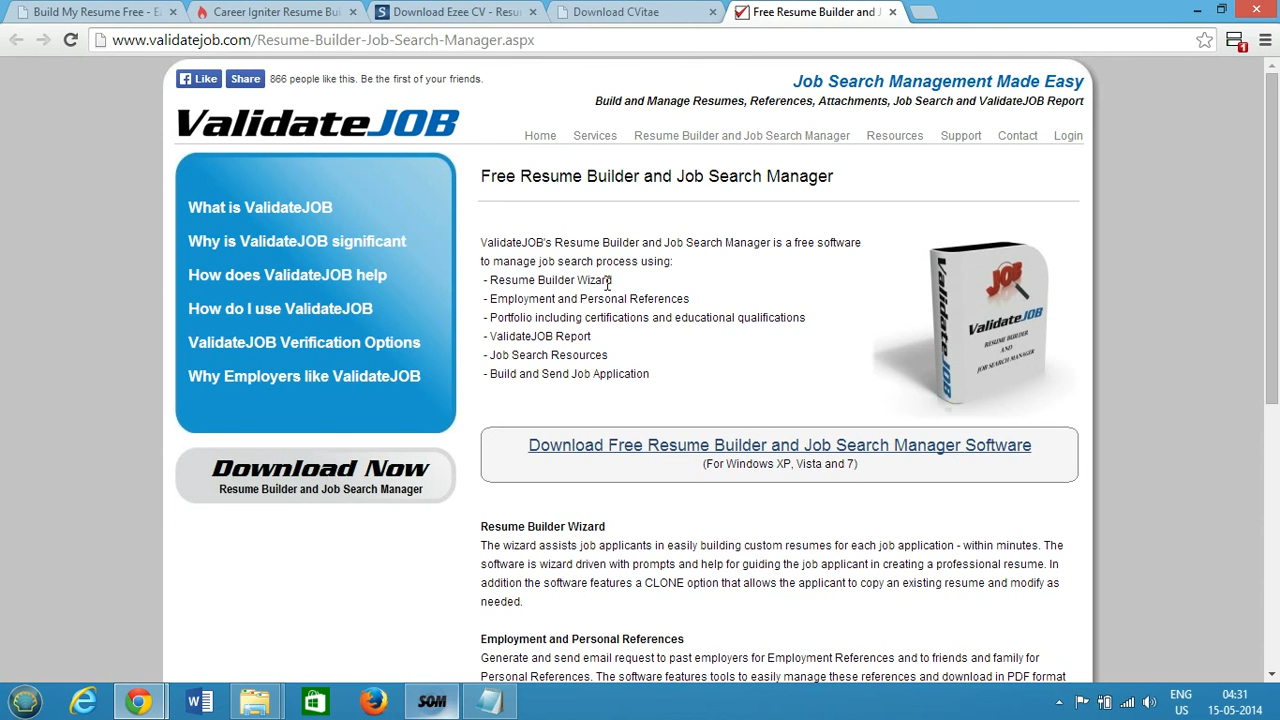 Build My Resume Free - E
Career Igniter Resume Bui
Download Ezee CV - Resu
Download CVitae
Free Resume Builder and J
www.validatejob.com/Resume-Builder-Job-Search-Manager.aspx
1
Like
Share
866 people like this. Be the first of your friends.
Job Search Management Made Easy
Build and Manage Resumes, References, Attachments, Job Search and ValidateJOB Report
ValidateJOB
Home
Services
Resume Builder and Job Search Manager
Resources
Support
Contact
Login
What is ValidateJOB
Why is ValidateJOB significant
How does ValidateJOB help
How do I use ValidateJOB
ValidateJOB Verification Options
Why Employers like ValidateJOB
Download Now
Resume Builder and Job Search Manager
Free Resume Builder and Job Search Manager
ValidateJOB's Resume Builder and Job Search Manager is a free software
to manage job search process using:
- Resume Builder Wizard
- Employment and Personal References
- Portfolio including certifications and educational qualifications
- ValidateJOB Report
- Job Search Resources
- Build and Send Job Application
JOB
ValidateJOB
RESUME BUILDER
AND
JOB SEARCH MANAGER
ValidateJOB
Download Free Resume Builder and Job Search Manager Software
(For Windows XP, Vista and 7)
Resume Builder Wizard
The wizard assists job applicants in easily building custom resumes for each job application - within minutes. The
software is wizard driven with prompts and help for guiding the job applicant in creating a professional resume. In
addition the software features a CLONE option that allows the applicant to copy an existing resume and modify as
needed.
Employment and Personal References
Generate and send email request to past employers for Employment References and to friends and family for
Personal References. The software features tools to easily manage these references and download in PDF format
SOM
ENG
US
04:31
15-05-2014